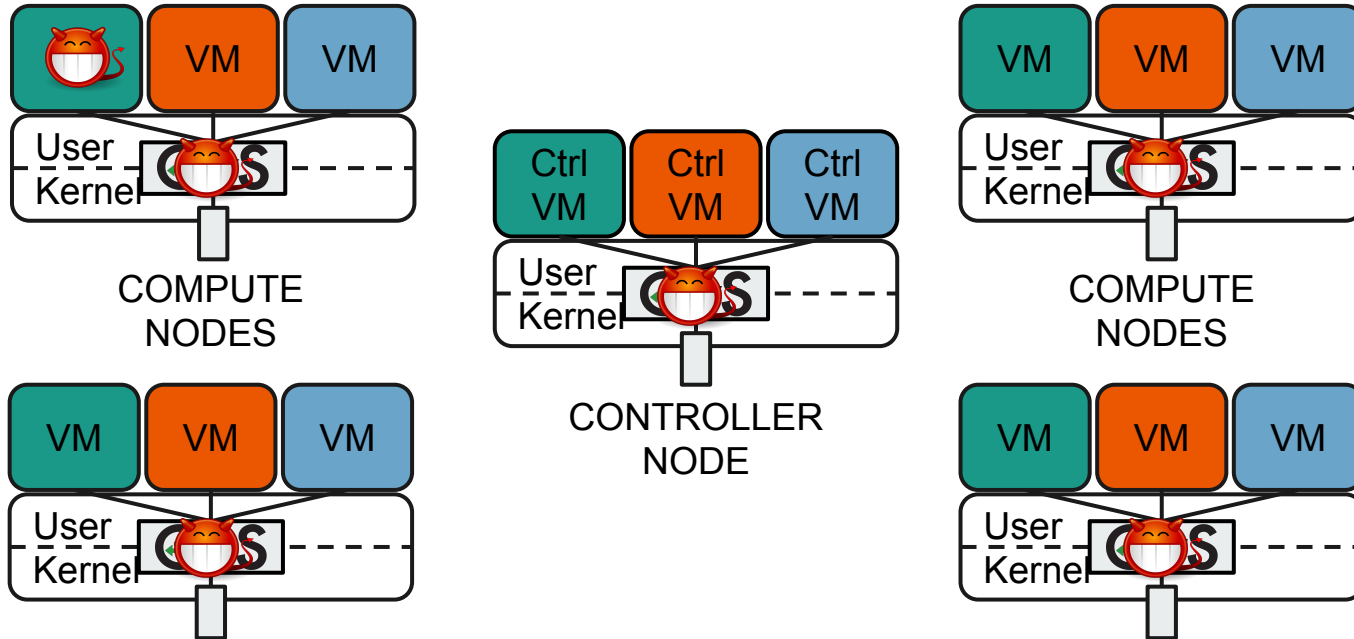 VM
VM
User
Kernel
COMPUTE
NODES
VM
VM
VM
User
Kernel
Ctrl
VM
Ctrl
VM
Ctrl
VM
User
Kernel
CONTROLLER
NODE
VM
VM
VM
User
Kernel
COMPUTE
NODES
VM
VM
VM
User
Kernel